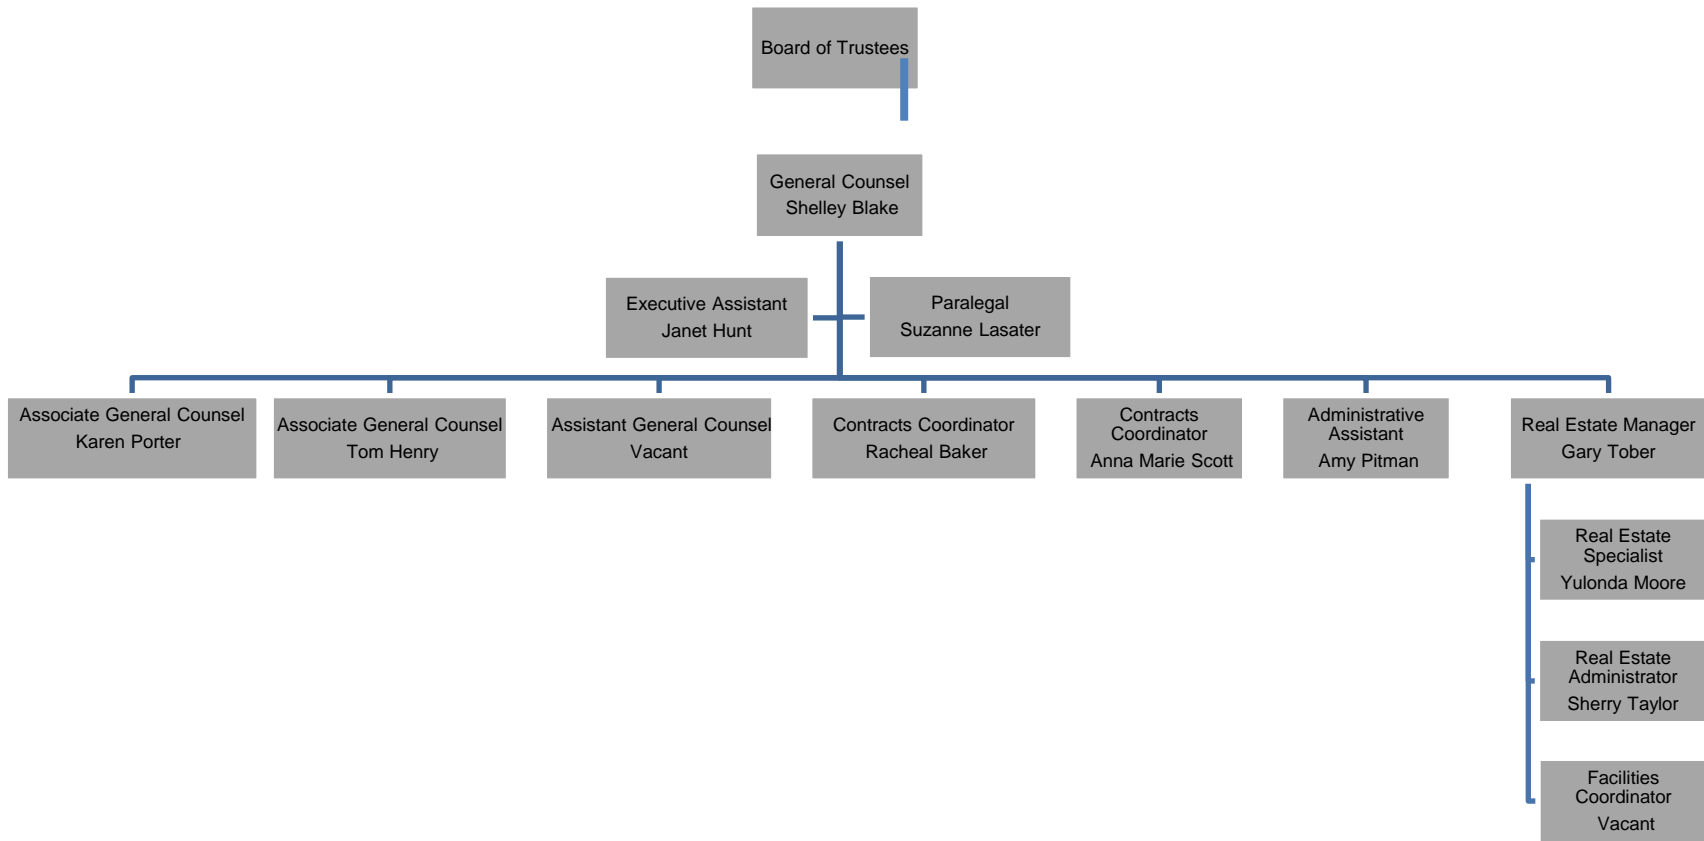 Board of Trustees
General Counsel
Shelley Blake
Executive Assistant
Janet Hunt
Paralegal
Suzanne Lasater
Associate General Counsel
Karen Porter
Associate General Counsel
Tom Henry
Assistant General Counsel
Vacant
Contracts Coordinator
Racheal Baker
Contracts
Coordinator
Anna Marie Scott
Administrative
Assistant
Amy Pitman
Real Estate Manager
Gary Tober
Real Estate
Specialist
Yulonda Moore
Real Estate
Administrator
Sherry Taylor
Facilities
Coordinator
Vacant